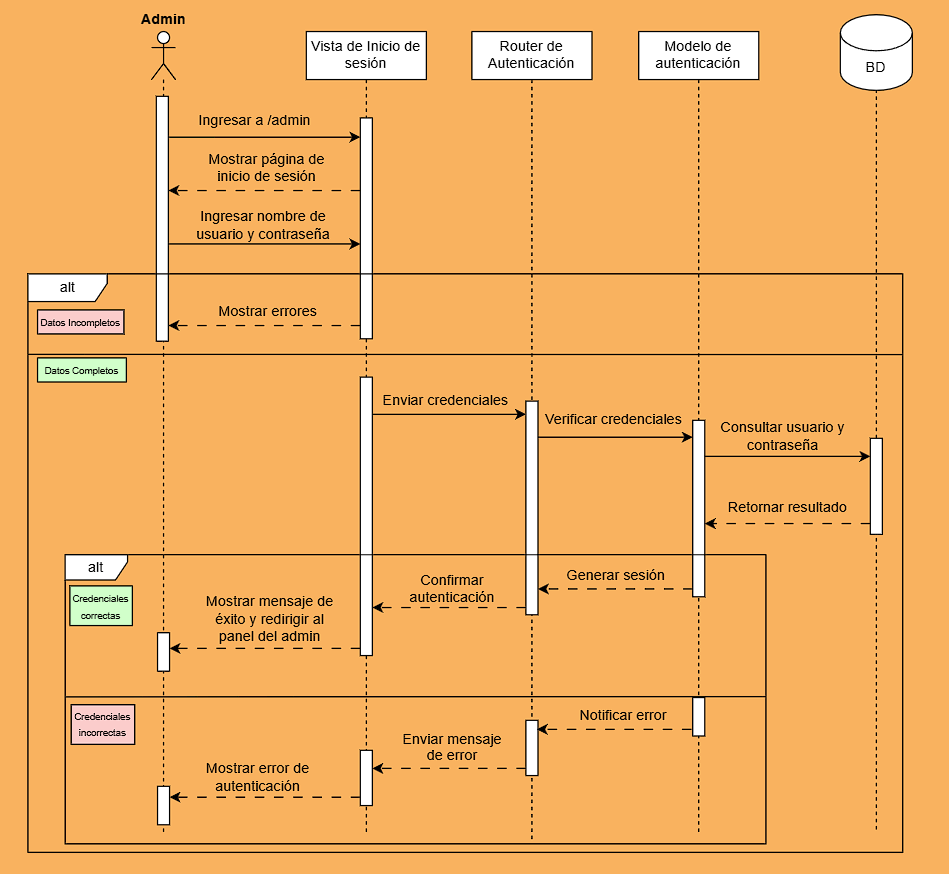 Admin
Vista de Inicio de
sesión
Router de
Autenticación
Modelo de
autenticación
BD
Ingresar a /admin
Mostrar página de
inicio de sesión
Ingresar nombre de
usuario y contraseña
alt
Datos Incompletos
Mostrar errores
Datos Completos
Enviar credenciales
Verificar credenciales
Consultar usuario y
contraseña
Retornar resultado
alt
Credenciales
correctas
Generar sesión
Confirmar
autenticación
Mostrar mensaje de
éxito y redirigir al
panel del admin
Credenciales
incorrectas
Notificar error
Enviar mensaje
de error
Mostrar error de
autenticación